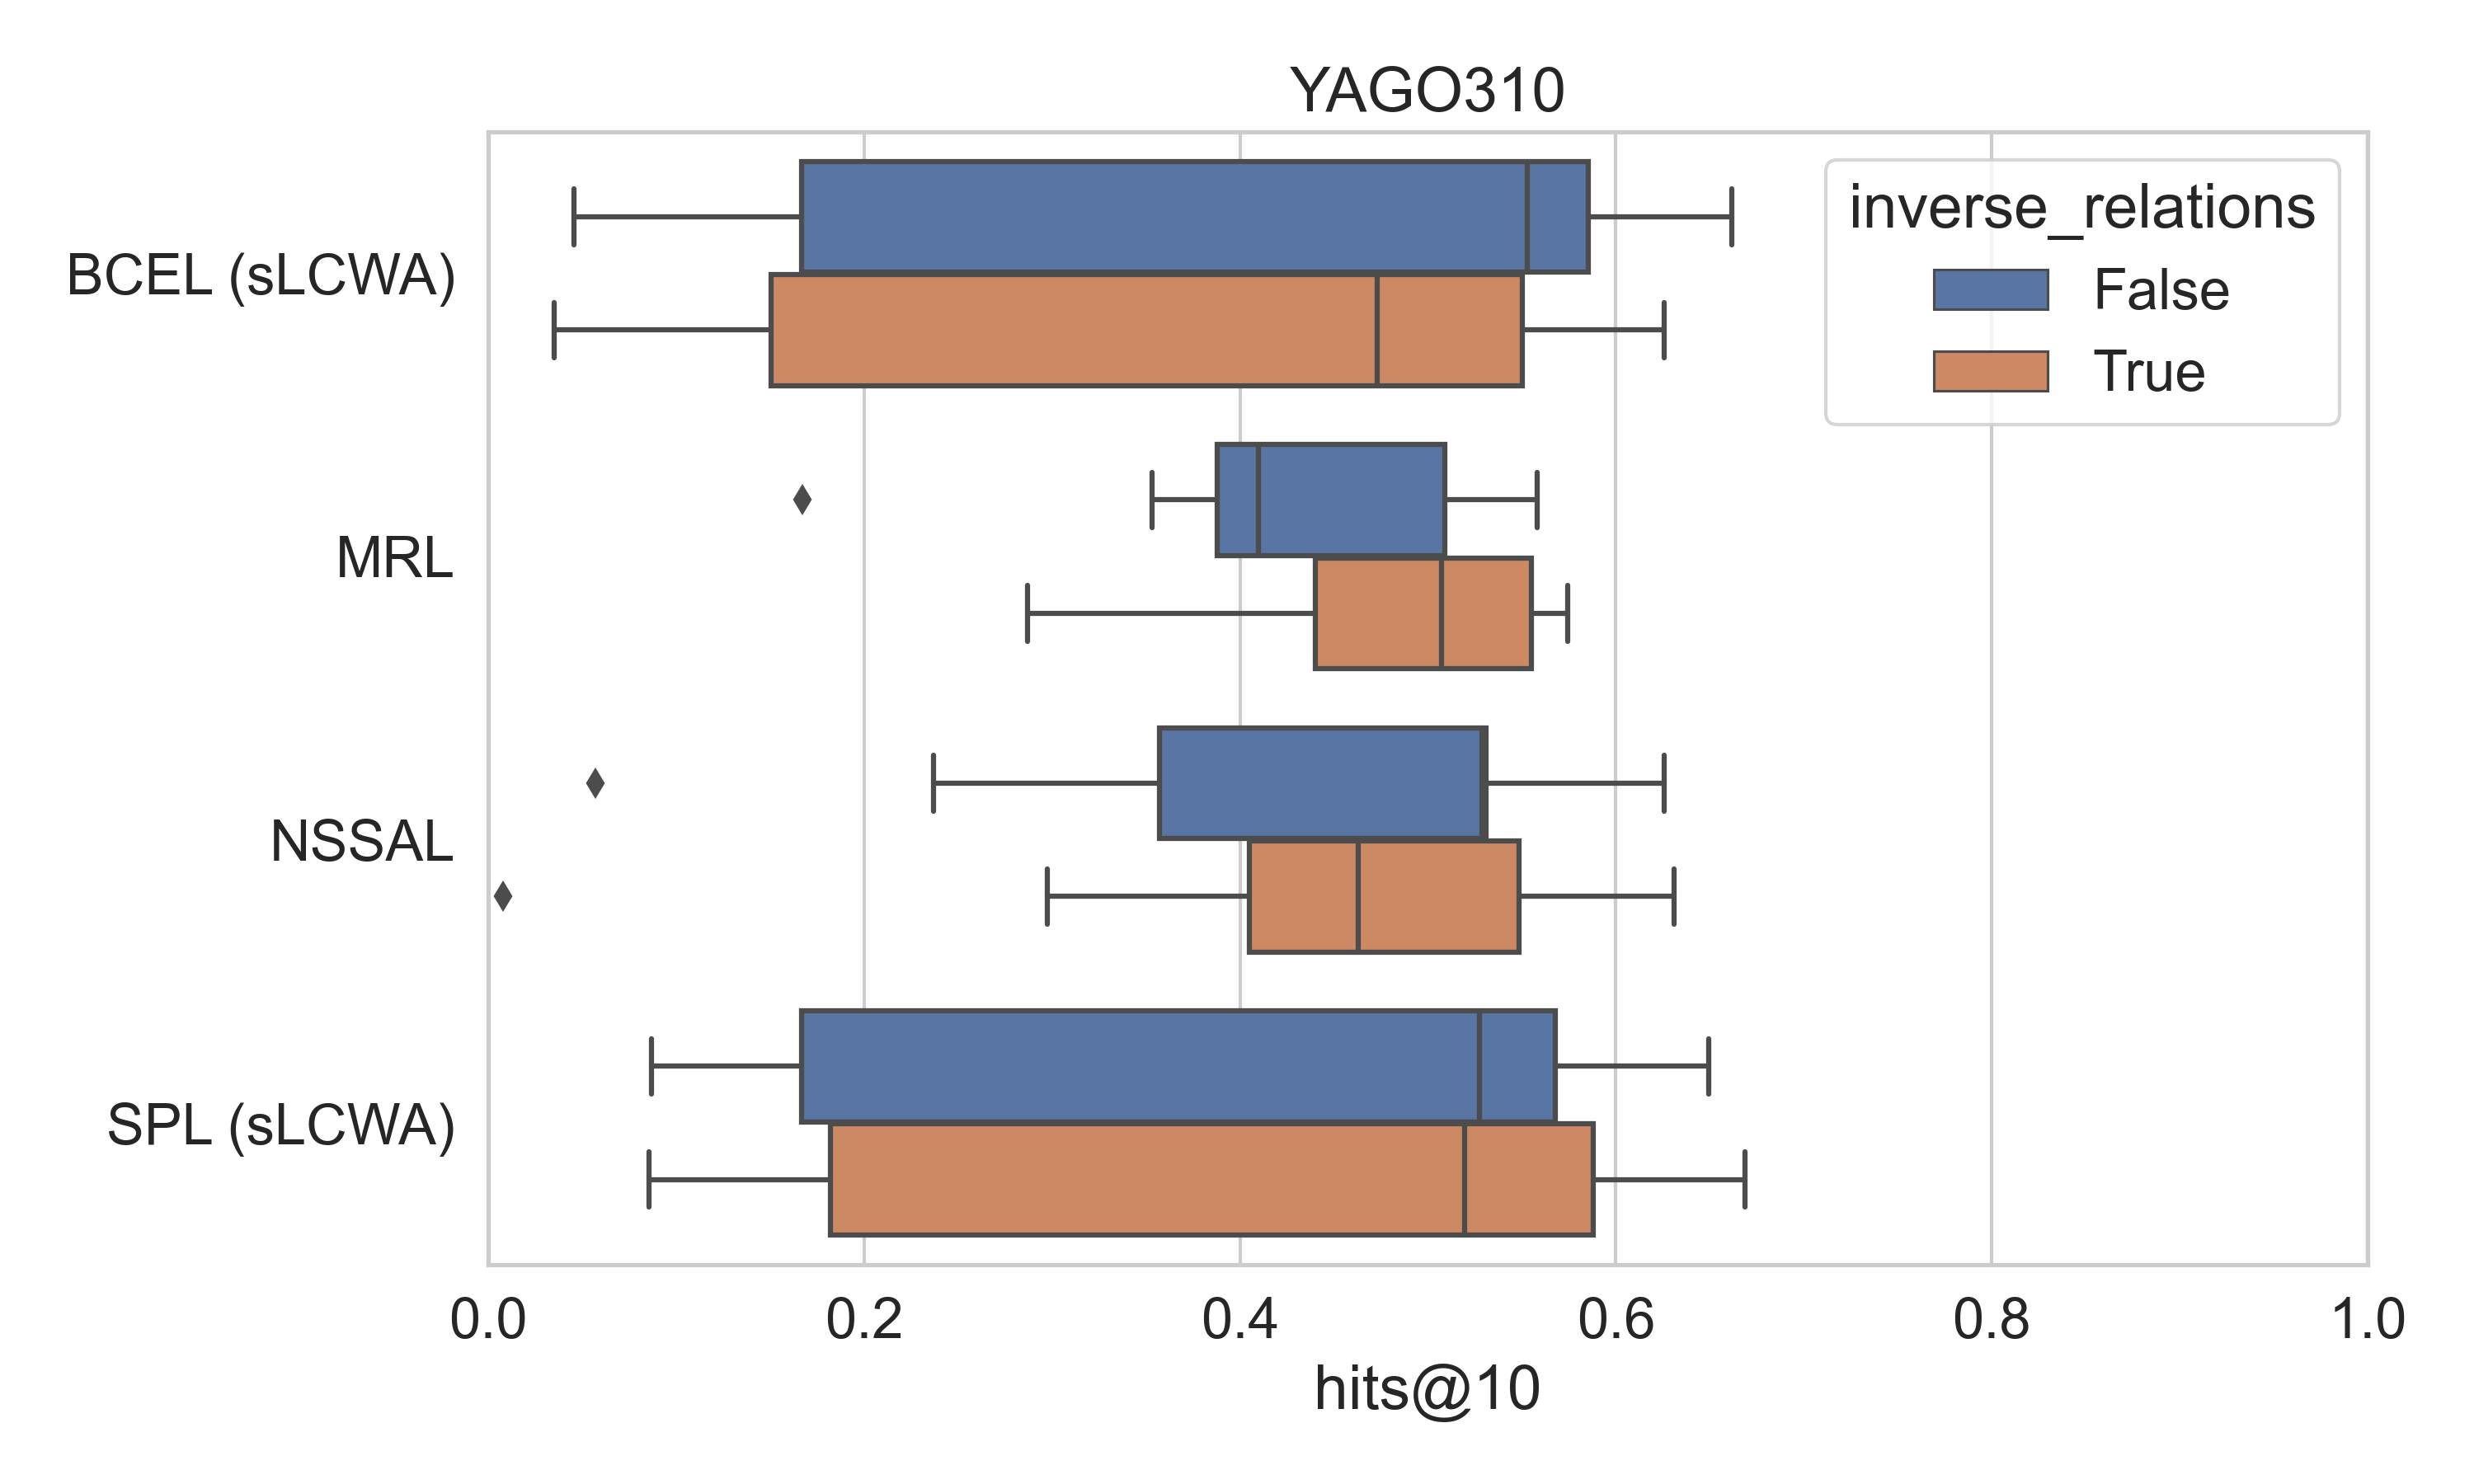 YAGO310
inverse_relations
False
True
BCEL (sLCWA)
MRL
NSSAL
SPL (sLCWA)
0.0 0.2 0.4 0.6 0.8 1.0
hits@10